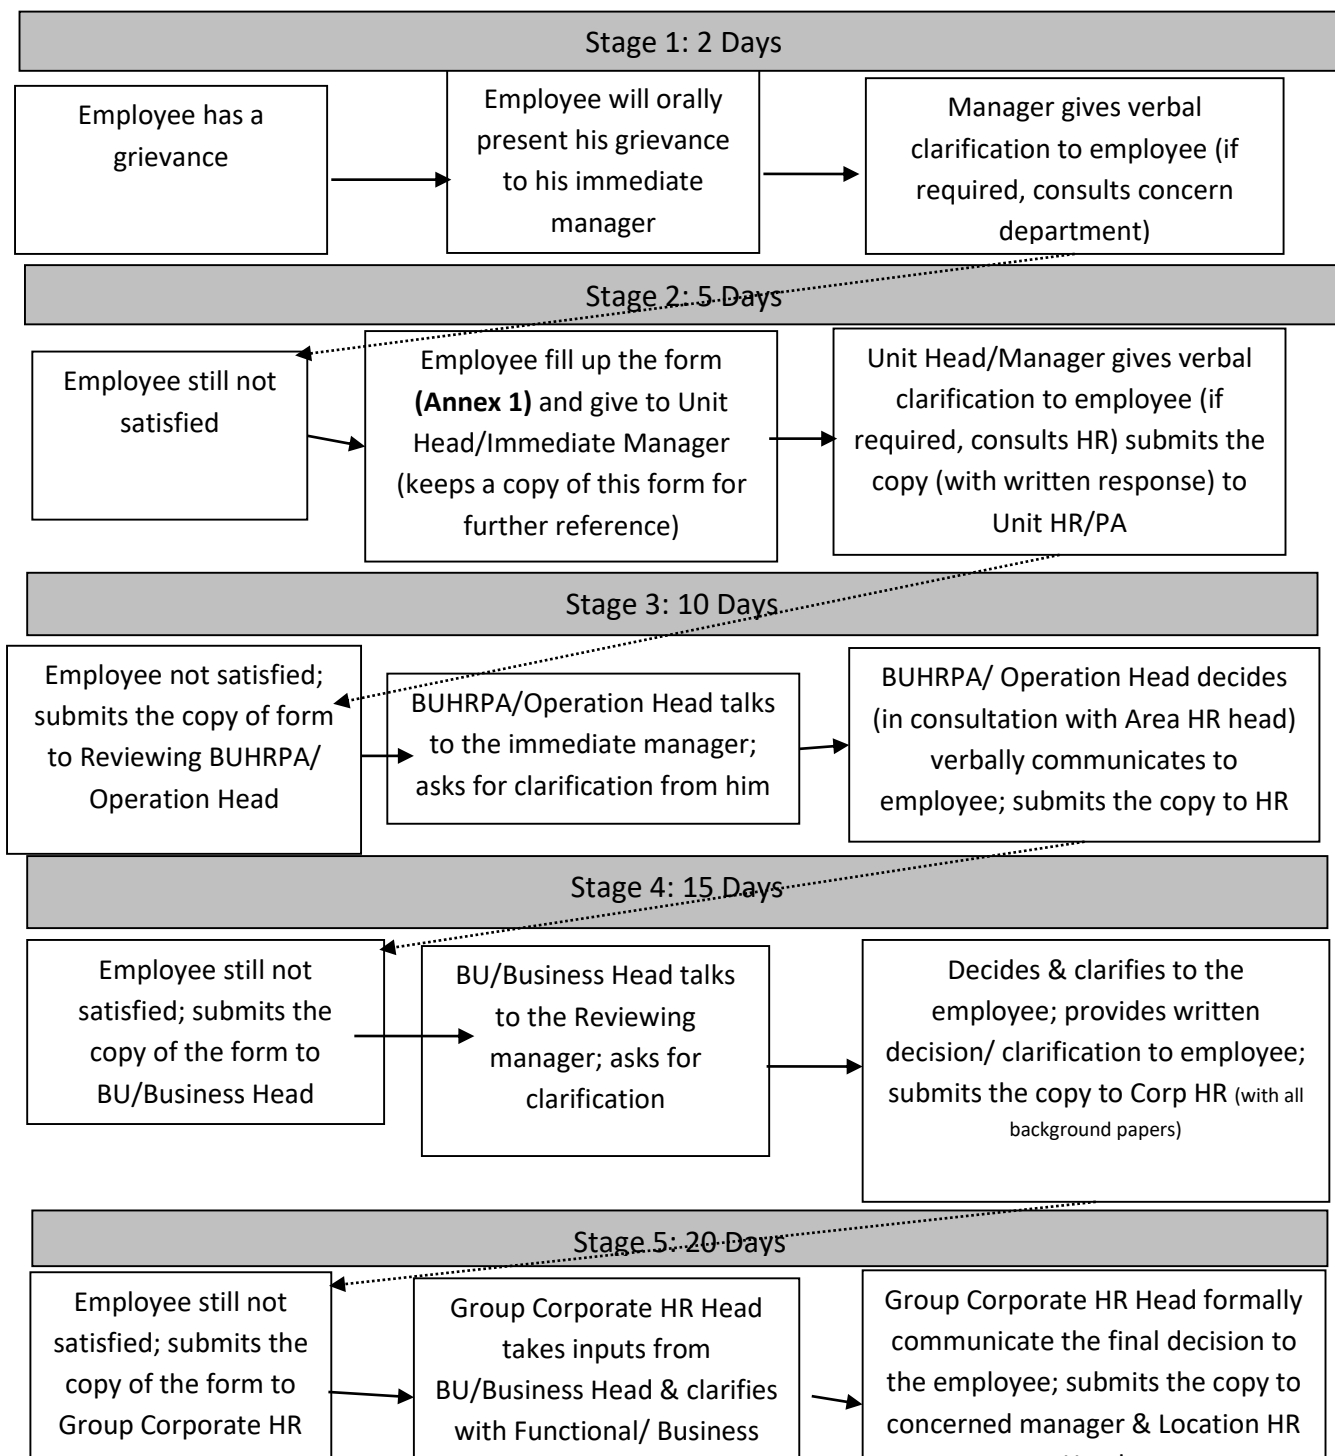 Stage 1: 2 Days
Employee has a
grievance
Employee will orally
present his grievance
to his immediate
manager
Manager gives verbal
clarification to employee (if
required, consults concern
department)
Stage 2: 5 Days
Employee still not
satisfied
Employee fill up the form
(Annex 1) and give to Unit
Head/Immediate Manager
(keeps a copy of this form for
further reference)
Unit Head/Manager gives verbal
clarification to employee (if
required, consults HR) submits the
copy (with written response) to
Unit HR/PA
Stage 3: 10 Days
Employee not satisfied;
submits the copy of form
to Reviewing BUHRPA/
Operation Head
BUHRPA/Operation Head talks
to the immediate manager;
asks for clarification from him
BUHRPA/ Operation Head decides
(in consultation with Area HR head)
verbally communicates to
employee; submits the copy to HR
Stage 4: 15 Days
Employee still not
satisfied; submits the
copy of the form to
BU/Business Head
BU/Business Head talks
to the Reviewing
manager; asks for
clarification
Decides & clarifies to the
employee; provides written
decision/ clarification to employee;
submits the copy to Corp HR (with all
background papers)
Stage 5: 20 Days
Employee still not
satisfied; submits the
copy of the form to
Group Corporate HR
Group Corporate HR Head
takes inputs from
BU/Business Head & clarifies
with Functional/ Business
Group Corporate HR Head formally
communicate the final decision to
the employee; submits the copy to
concerned manager & Location HR